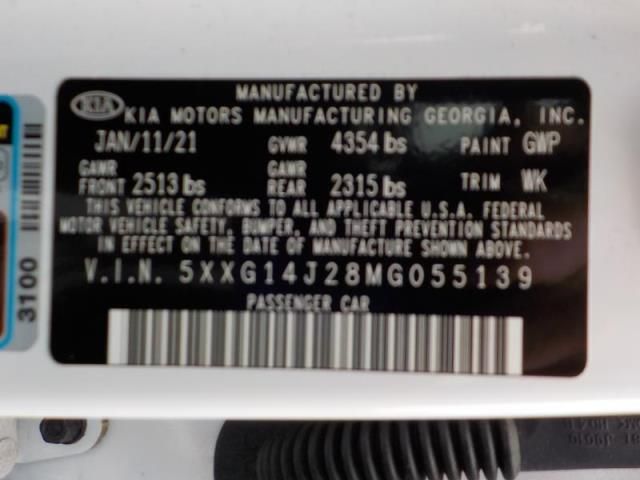 KIA
MANUFACTURED BY
KIA MOTORS MANUFACTURING GEORGIA, INC.
JAN/11/21 GVWR 4354 lbs PAINT GWP
GAWR FRONT 2513 lbs GAWR REAR 2315 lbs TRIM WK
THIS VEHICLE CONFORMS TO ALL APPLICABLE U.S.A. FEDERAL
MOTOR VEHICLE SAFETY, BUMPER, AND THEFT PREVENTION STANDARDS
IN EFFECT ON THE DATE OF MANUFACTURE SHOWN ABOVE.
V.I.N. 5XXG14J28MG055139
PASSENGER CAR
3100